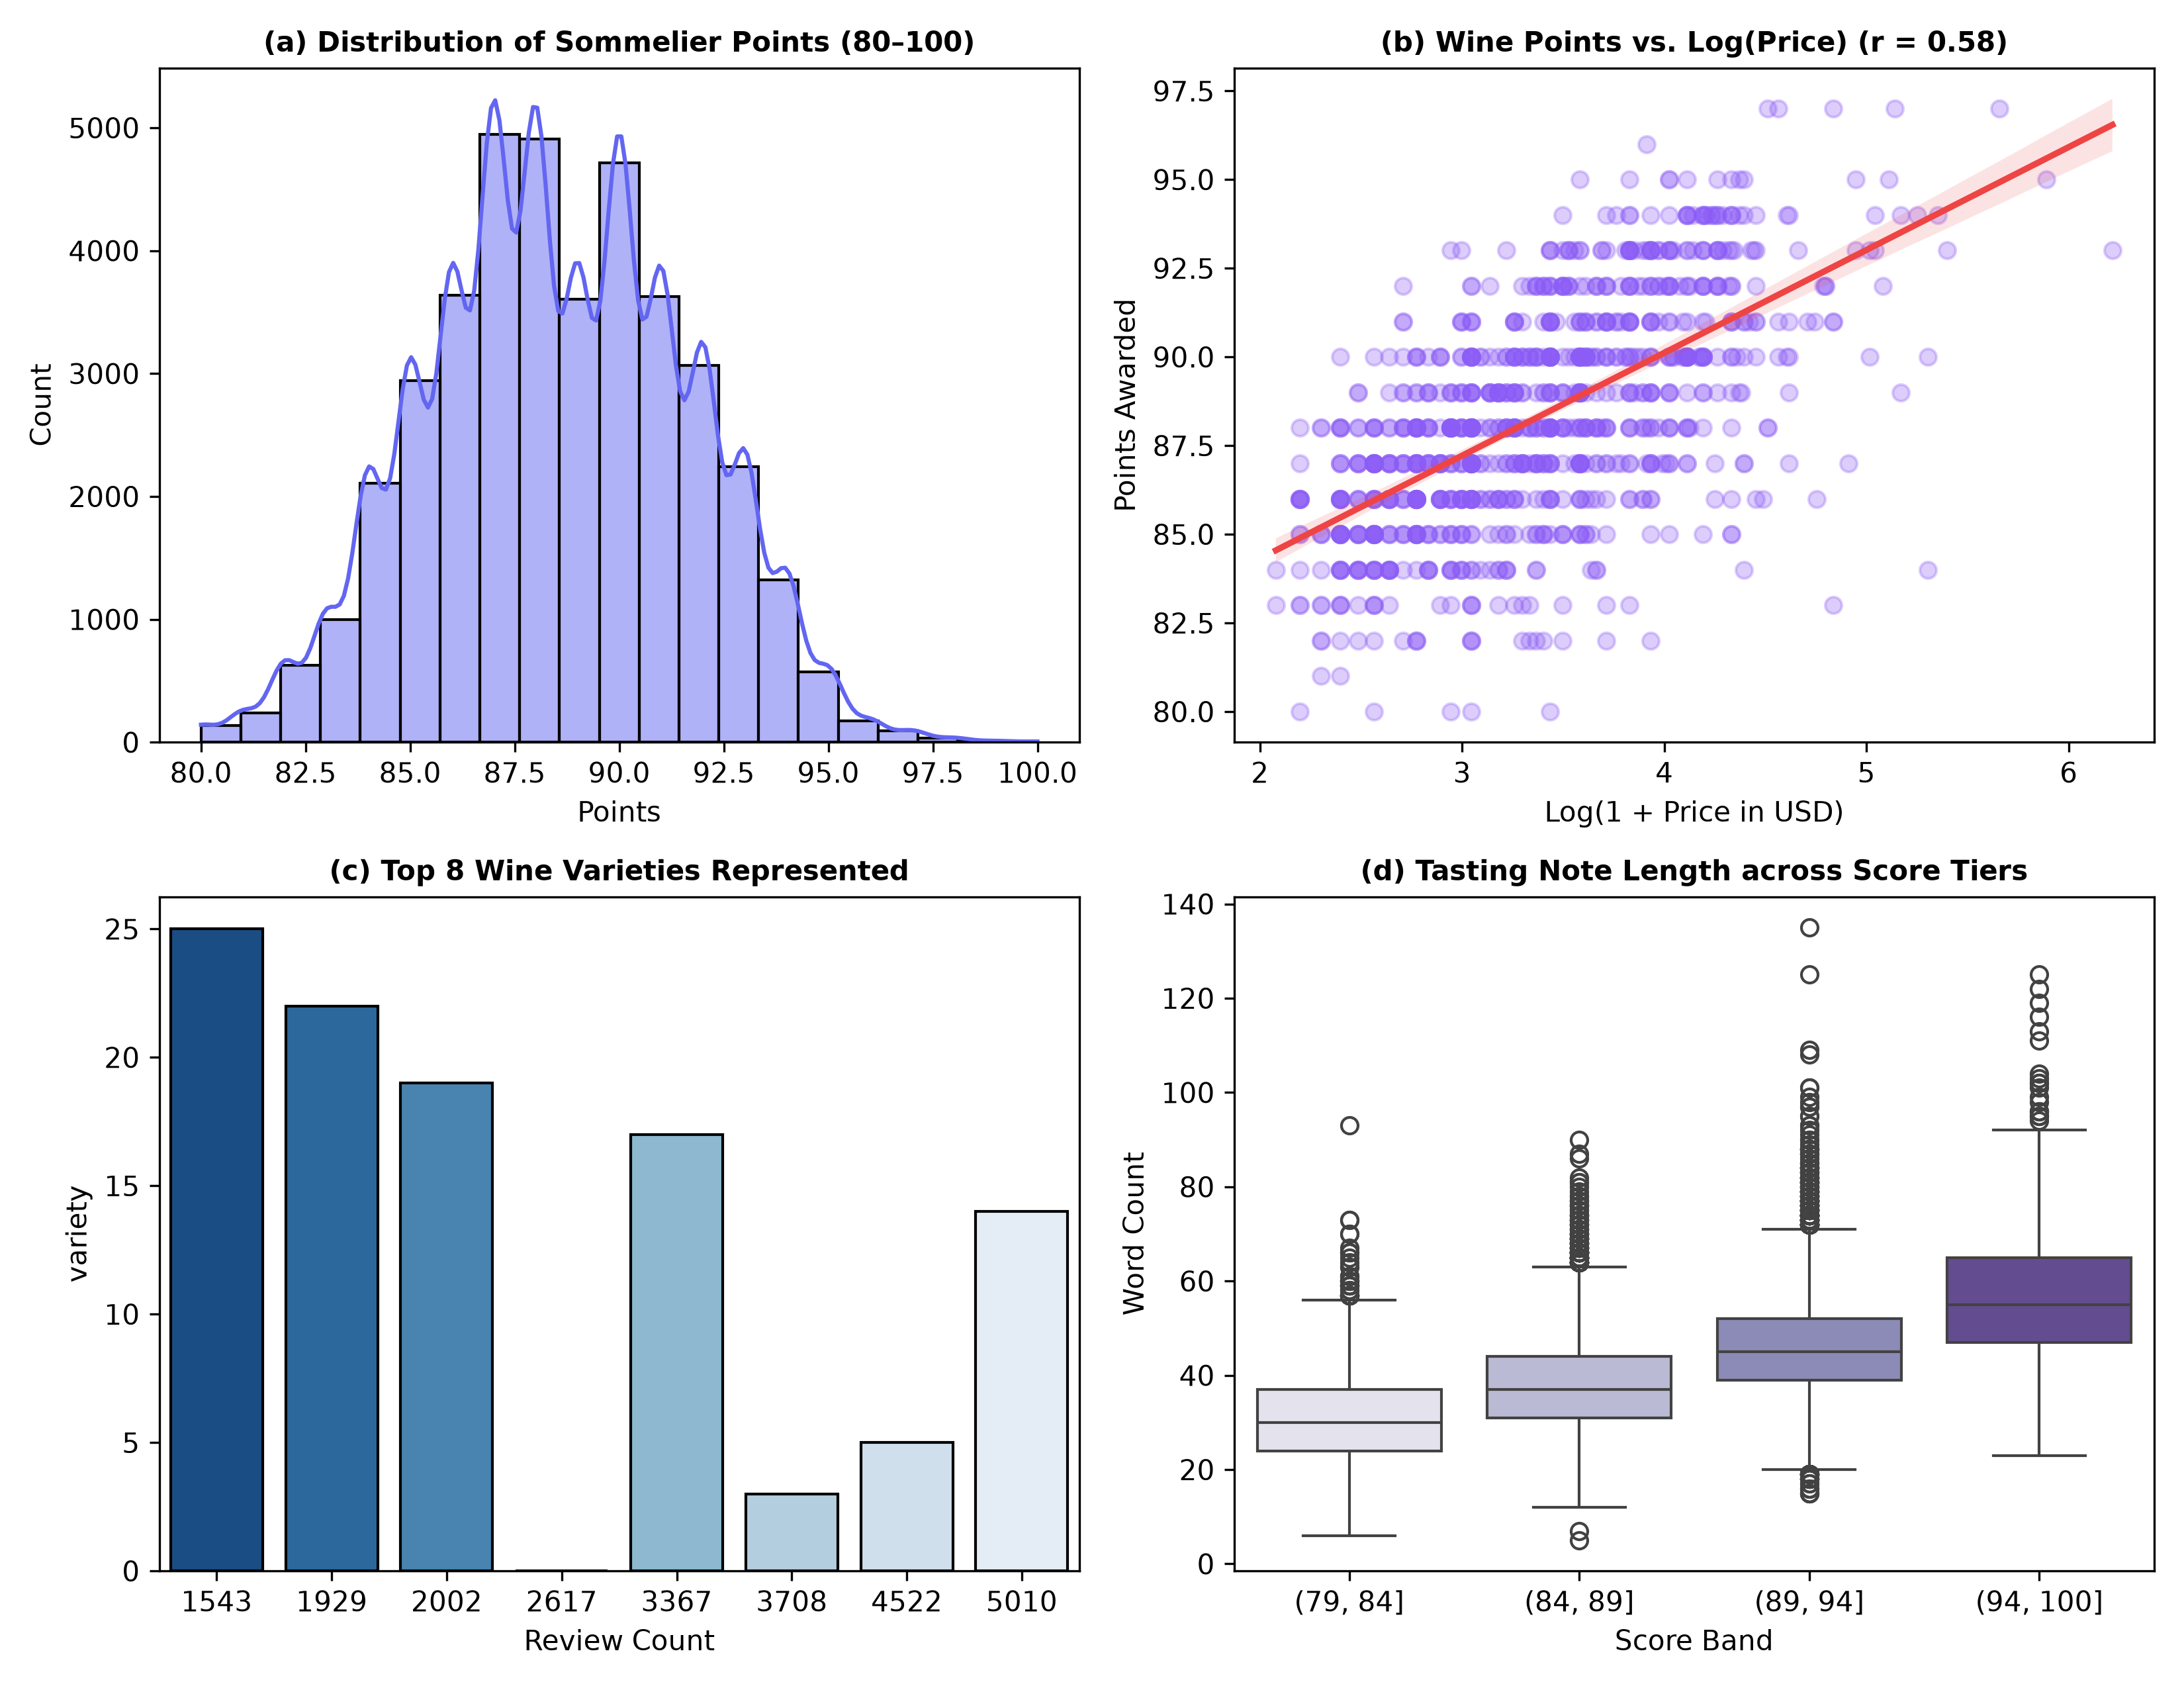 (a) Distribution of Sommelier Points (80–100)
5000
4000
3000
2000
1000
0
Count
80.0 82.5 85.0 87.5 90.0 92.5 95.0 97.5 100.0
Points
(b) Wine Points vs. Log(Price) (r = 0.58)
97.5
95.0
92.5
90.0
87.5
85.0
82.5
80.0
Points Awarded
2 3 4 5 6
Log(1 + Price in USD)
(c) Top 8 Wine Varieties Represented
25
20
15
10
5
0
variety
1543 1929 2002 2617 3367 3708 4522 5010
Review Count
(d) Tasting Note Length across Score Tiers
140
120
100
80
60
40
20
0
Word Count
(79, 84] (84, 89] (89, 94] (94, 100]
Score Band